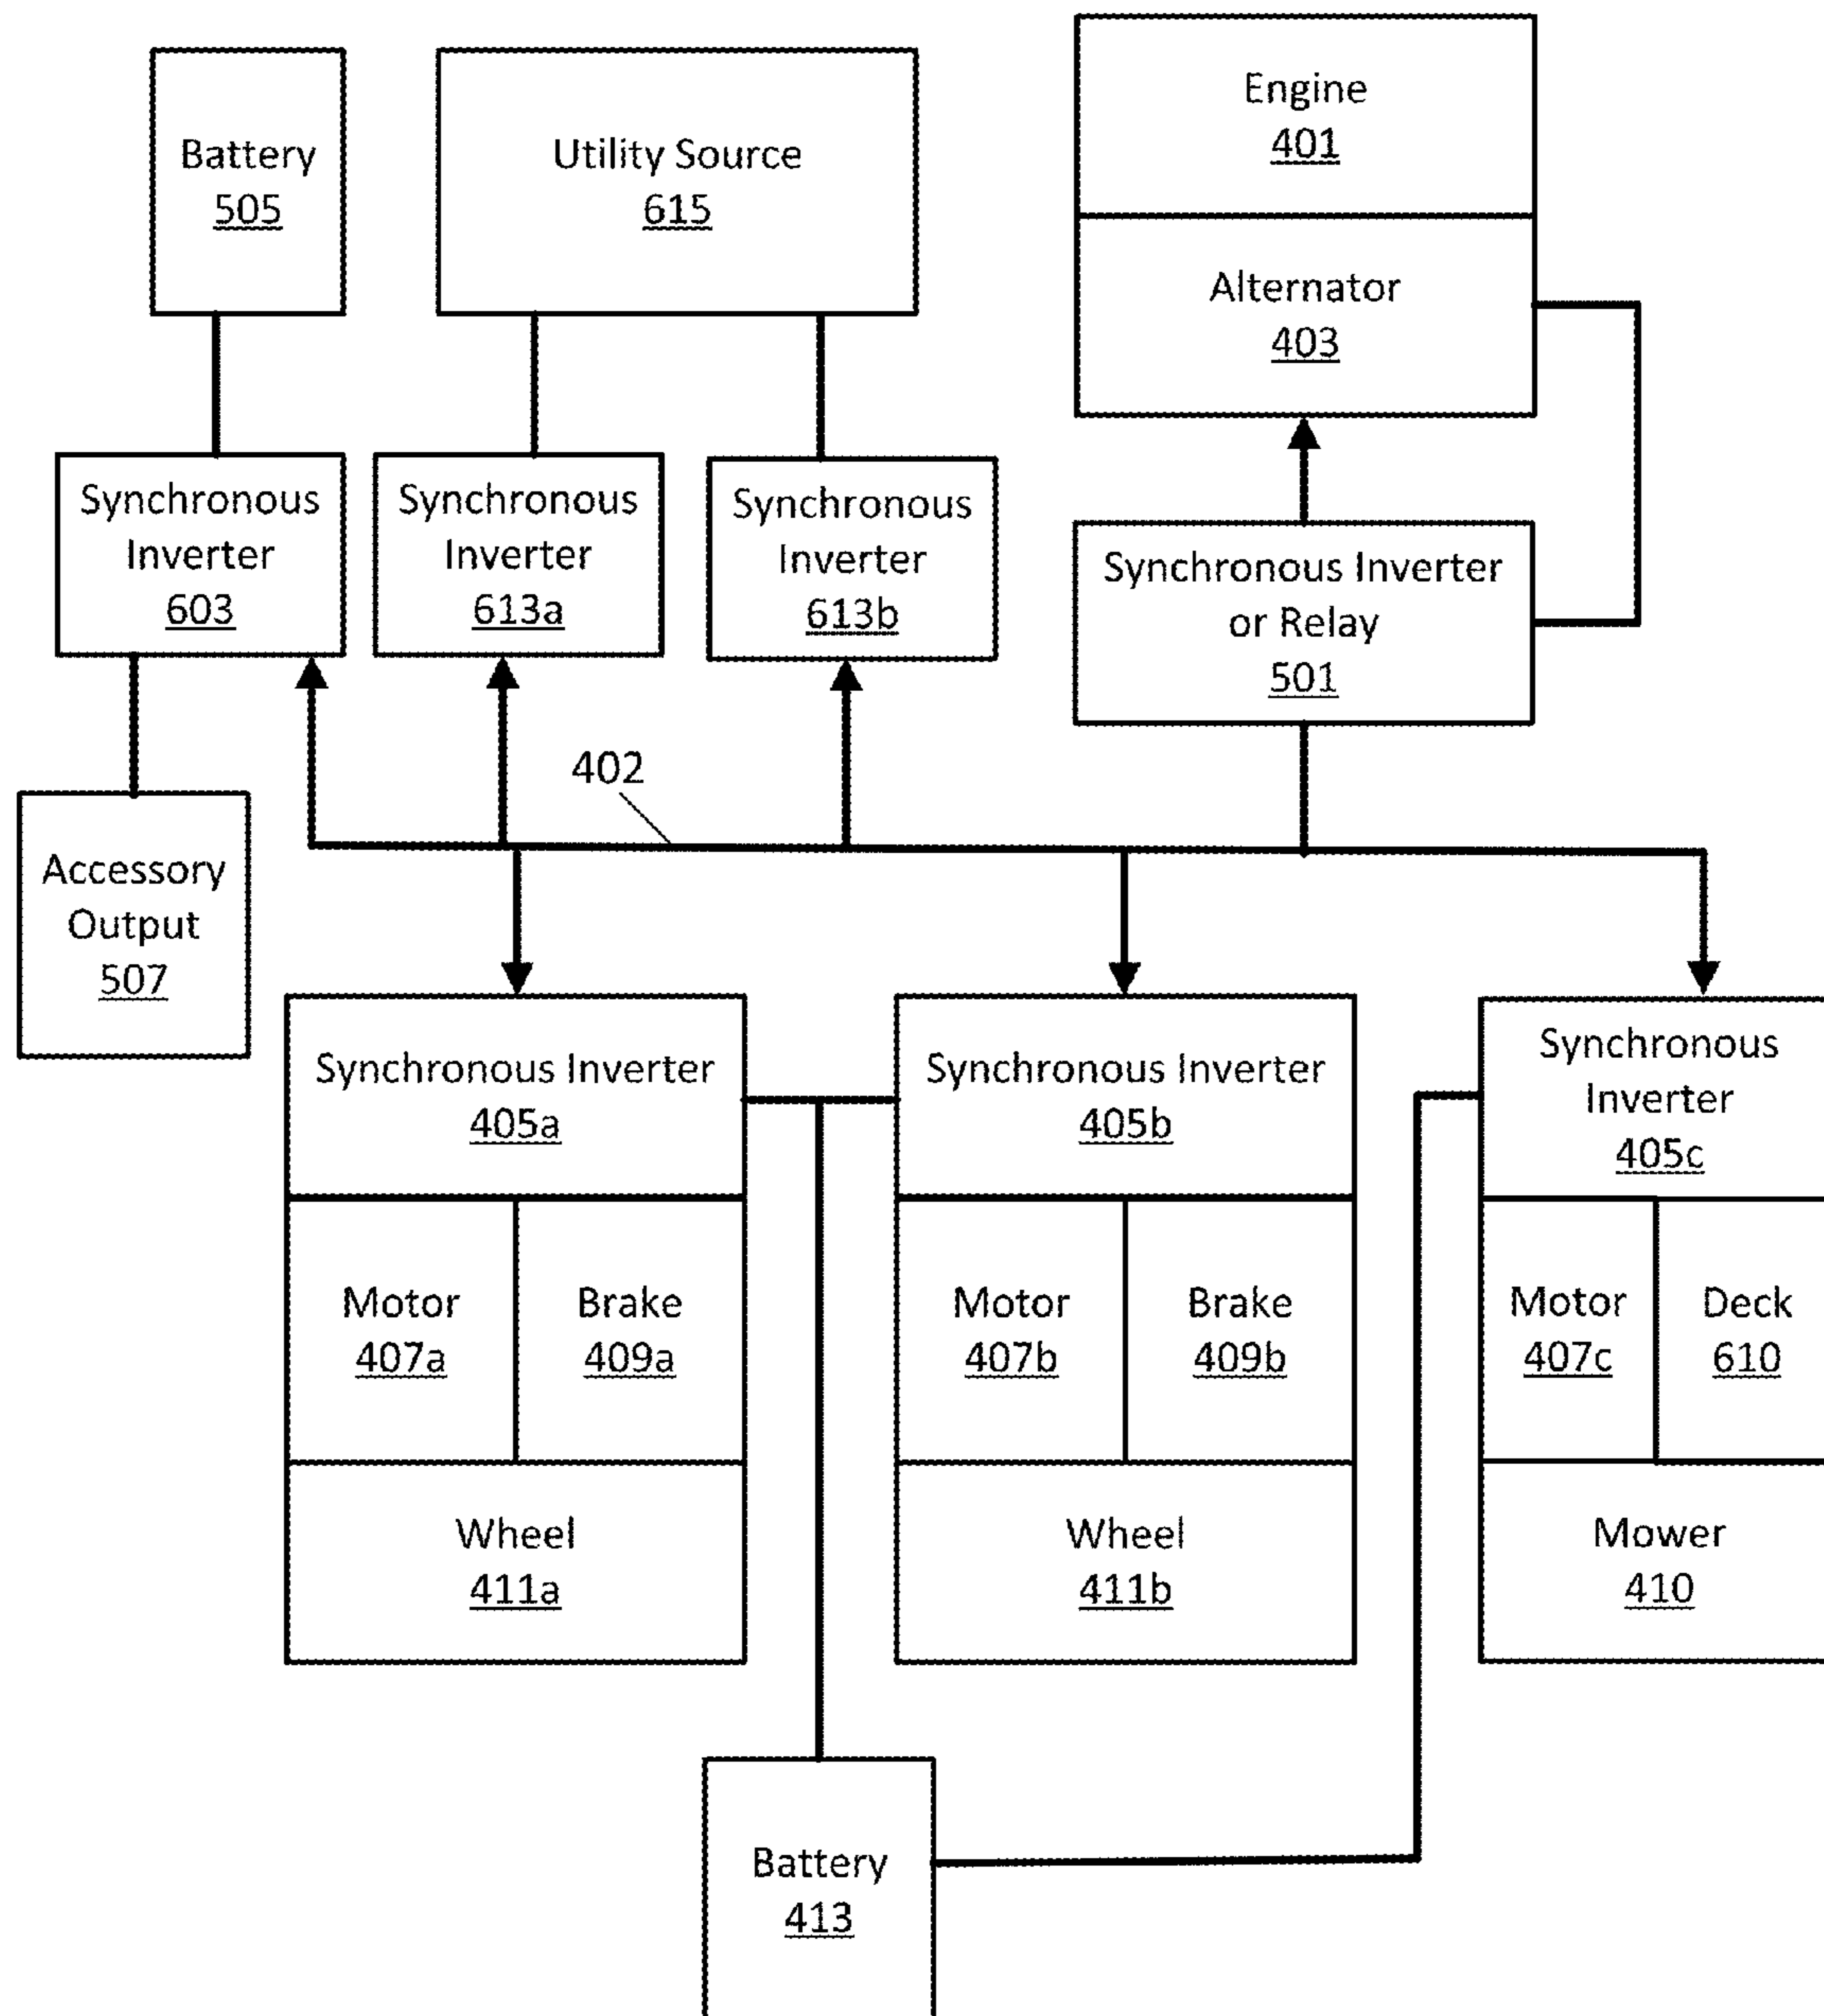 Engine
401
Battery
505
Utility Source
615
Alternator
403
Synchronous
Inverter
603
Synchronous
Inverter
613a
Synchronous
Inverter
613b
Synchronous Inverter
or Relay
501
402
Accessory
Output
507
Synchronous Inverter
405a
Synchronous Inverter
405b
Synchronous
Inverter
405c
Motor
407a
Brake
409a
Motor
407b
Brake
409b
Motor
407c
Deck
610
Wheel
411a
Wheel
411b
Mower
410
Battery
413